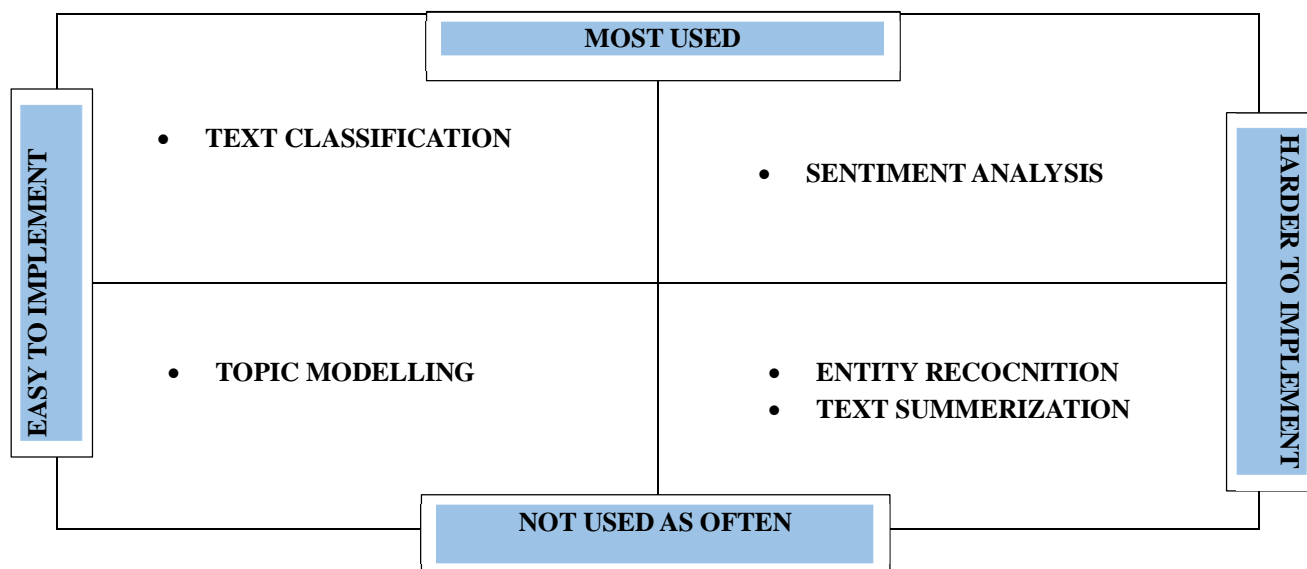 MOST USED
EASY TO IMPLEMENT
• TEXT CLASSIFICATION
• SENTIMENT ANALYSIS
HARDER TO IMPLEMENT
• TOPIC MODELLING
• ENTITY RECOCNITION
• TEXT SUMMERIZATION
NOT USED AS OFTEN